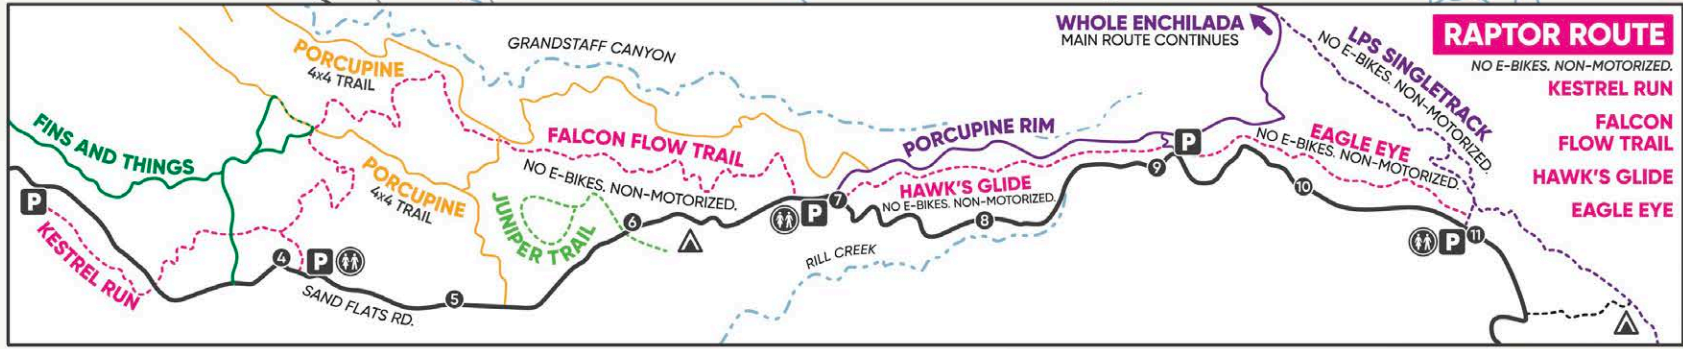 WHOLE ENCHILADA
MAIN ROUTE CONTINUES
RAPTOR ROUTE
NO E-BIKES. NON-MOTORIZED.
KESTREL RUN
FALCON
FLOW TRAIL
HAWK'S GLIDE
EAGLE EYE
LPS SINGLETRACK
NO E-BIKES. NON-MOTORIZED.
GRANDSTAFF CANYON
PORCUPINE
4x4 TRAIL
FINS AND THINGS
FALCON FLOW TRAIL
NO E-BIKES. NON-MOTORIZED.
PORCUPINE RIM
EAGLE EYE
NO E-BIKES. NON-MOTORIZED.
PORCUPINE
4x4 TRAIL
HAWK'S GLIDE
NO E-BIKES. NON-MOTORIZED.
JUNIPER TRAIL
P
KESTREL RUN
4
P
SAND FLATS RD.
5
6
P
7
8
RILL CREEK
9
P
10
P
11